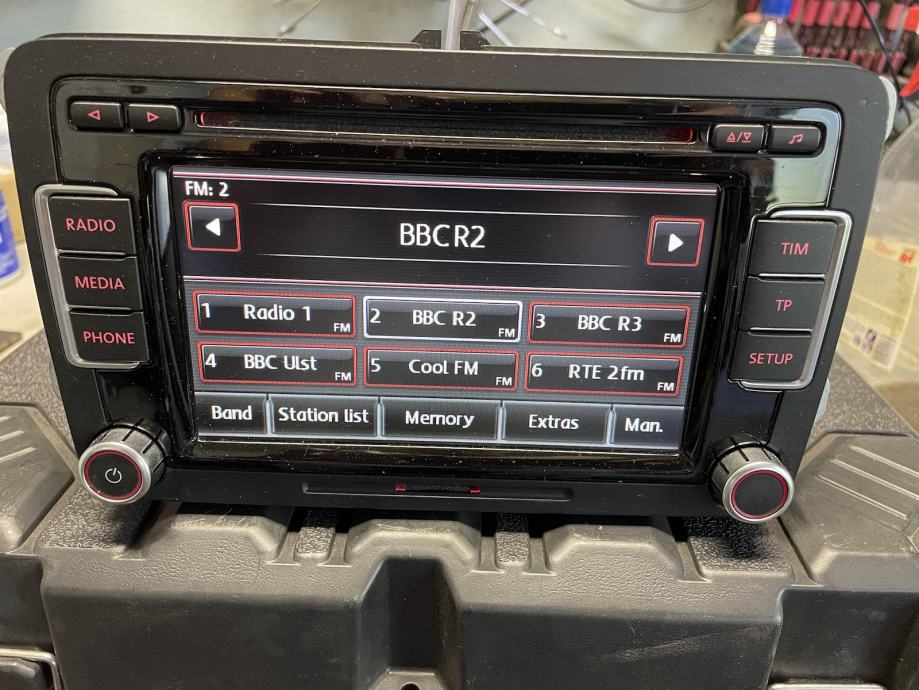 FM: 2
BBC R2
RADIO
MEDIA
PHONE
TIM
TP
SETUP
1 Radio 1 FM
2 BBC R2 FM
3 BBC R3 FM
4 BBC Ulst FM
5 Cool FM FM
6 RTE 2fm FM
Band
Station list
Memory
Extras
Man.